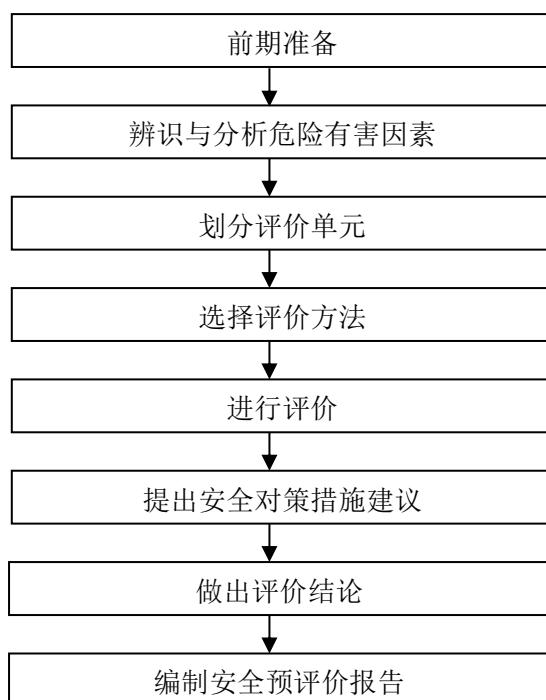 前期准备
辨识与分析危险有害因素
划分评价单元
选择评价方法
进行评价
提出安全对策措施建议
做出评价结论
编制安全预评价报告